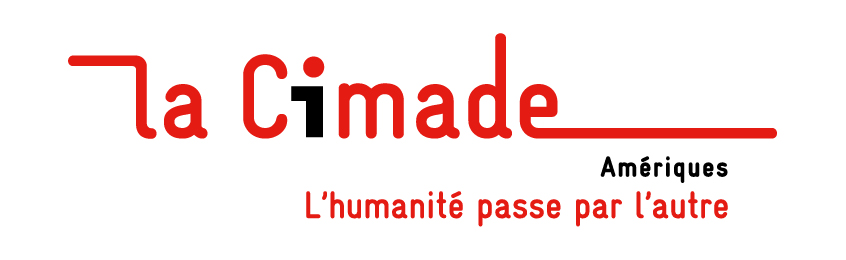 la Cimade
Amériques
L'humanité passe par l'autre